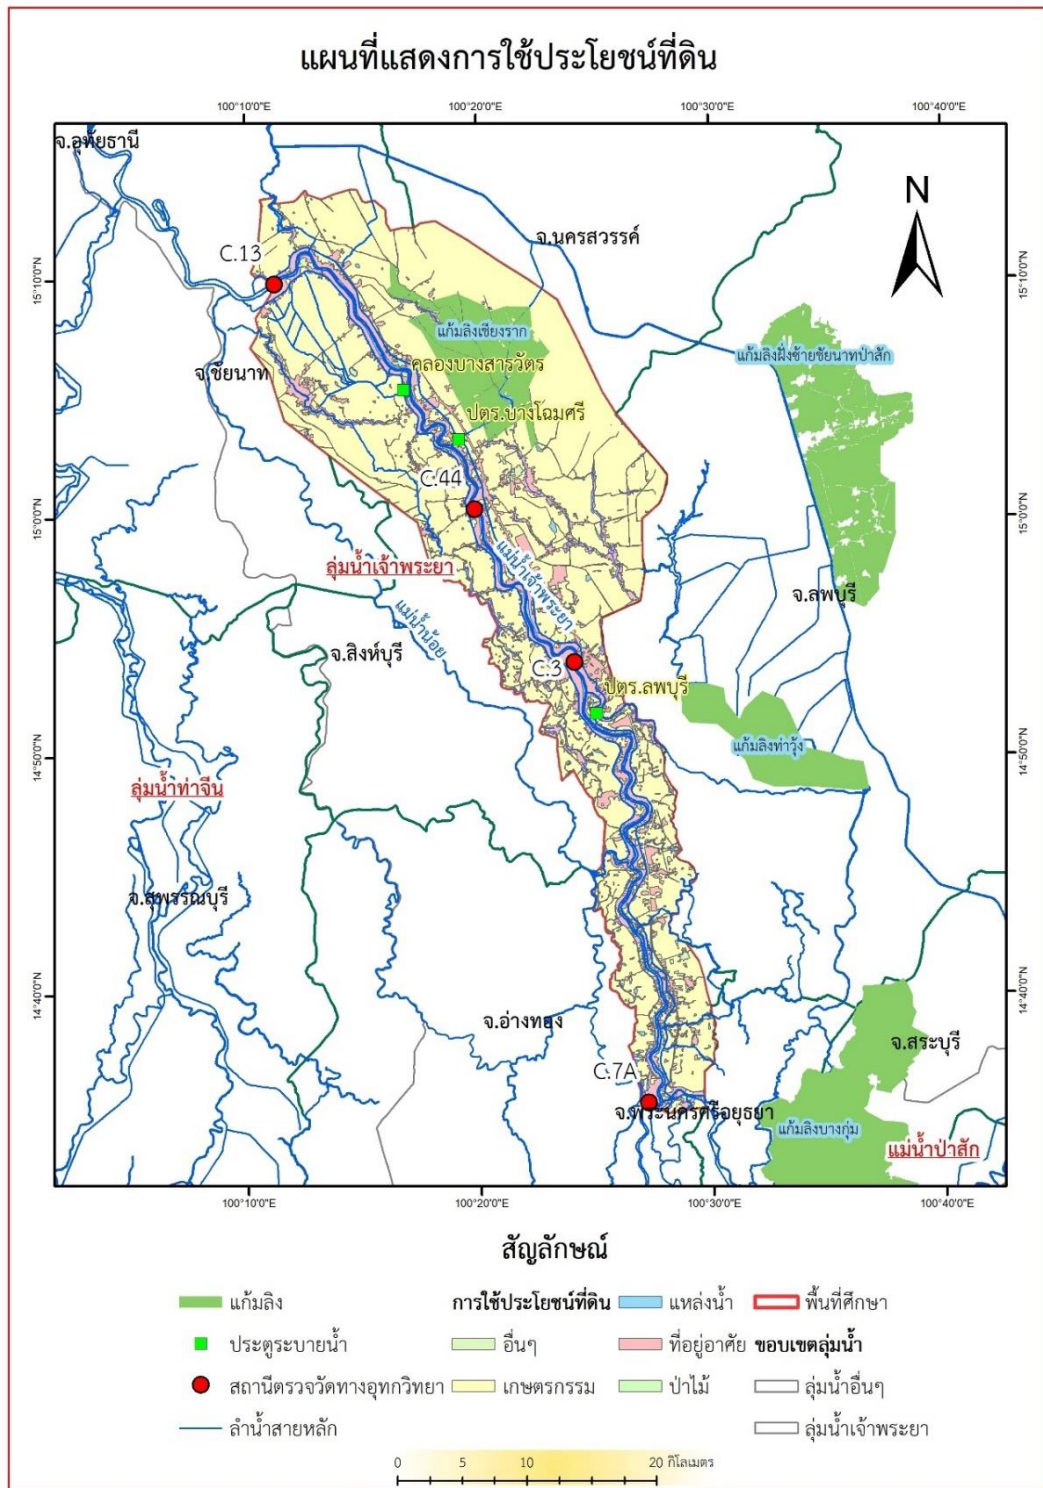 แผนที่แสดงการใช้ประโยชน์ที่ดิน
100°10'0"E 100°20'0"E 100°30'0"E 100°40'0"E
จ.อุทัยธานี
จ.นครสวรรค์
C.13
15°10'0"N 15°10'0"N
แก้มลิงเชียงราก
แก้มลิงฝั่งซ้ายชัยนาทป่าสัก
คลองบางสารวัตร
จ.ชัยนาท
ปตร.บางโฉมศรี
C.44
15°0'0"N 15°0'0"N
แม่น้ำเจ้าพระยา
ลุ่มน้ำเจ้าพระยา
จ.ลพบุรี
แม่น้ำน้อย
จ.สิงห์บุรี
C.3
ปตร.ลพบุรี
14°50'0"N 14°50'0"N
แก้มลิงท่าวุ้ง
ลุ่มน้ำท่าจีน
จ.สุพรรณบุรี
14°40'0"N 14°40'0"N
จ.อ่างทอง
จ.สระบุรี
C.7A
จ.พระนครศรีอยุธยา
แก้มลิงบางกุ่ม
แม่น้ำป่าสัก
100°10'0"E 100°20'0"E 100°30'0"E 100°40'0"E
N
สัญลักษณ์
แก้มลิง การใช้ประโยชน์ที่ดิน แหล่งน้ำ พื้นที่ศึกษา
ประตูระบายน้ำ อื่นๆ ที่อยู่อาศัย ขอบเขตลุ่มน้ำ
สถานีตรวจวัดทางอุทกวิทยา เกษตรกรรม ป่าไม้ ลุ่มน้ำอื่นๆ
ลำน้ำสายหลัก ลุ่มน้ำเจ้าพระยา
0 5 10 20 กิโลเมตร